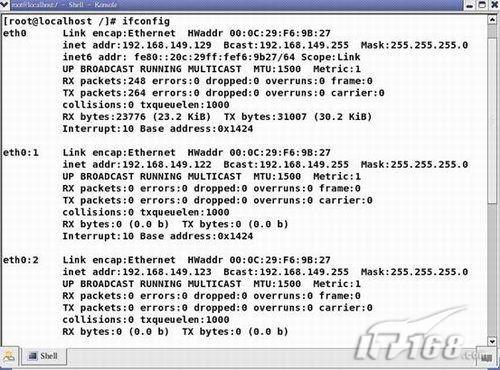 root@localhost:/ - Shell - Konsole
[root@localhost /]# ifconfig
eth0 Link encap:Ethernet HWaddr 00:0C:29:F6:9B:27
inet addr:192.168.149.129 Bcast:192.168.149.255 Mask:255.255.255.0
inet6 addr: fe80::20c:29ff:fef6:9b27/64 Scope:Link
UP BROADCAST RUNNING MULTICAST MTU:1500 Metric:1
RX packets:248 errors:0 dropped:0 overruns:0 frame:0
TX packets:264 errors:0 dropped:0 overruns:0 carrier:0
collisions:0 txqueuelen:1000
RX bytes:23776 (23.2 KiB) TX bytes:31007 (30.2 KiB)
Interrupt:10 Base address:0x1424
eth0:1 Link encap:Ethernet HWaddr 00:0C:29:F6:9B:27
inet addr:192.168.149.122 Bcast:192.168.149.255 Mask:255.255.255.0
UP BROADCAST RUNNING MULTICAST MTU:1500 Metric:1
RX packets:0 errors:0 dropped:0 overruns:0 frame:0
TX packets:0 errors:0 dropped:0 overruns:0 carrier:0
collisions:0 txqueuelen:1000
RX bytes:0 (0.0 b) TX bytes:0 (0.0 b)
Interrupt:10 Base address:0x1424
eth0:2 Link encap:Ethernet HWaddr 00:0C:29:F6:9B:27
inet addr:192.168.149.123 Bcast:192.168.149.255 Mask:255.255.255.0
UP BROADCAST RUNNING MULTICAST MTU:1500 Metric:1
RX packets:0 errors:0 dropped:0 overruns:0 frame:0
TX packets:0 errors:0 dropped:0 overruns:0 carrier:0
collisions:0 txqueuelen:1000
RX bytes:0 (0.0 b) TX bytes:0 (0.0 b)
IT168.com
Shell